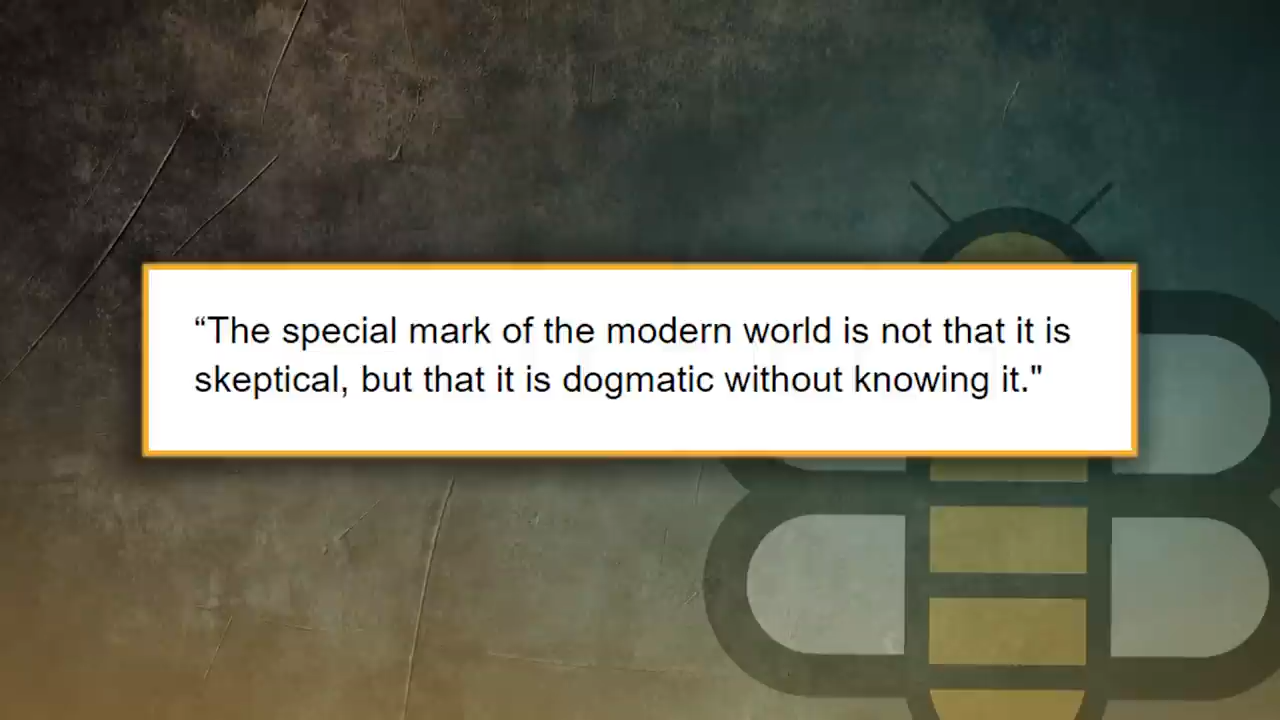 “The special mark of the modern world is not that it is
skeptical, but that it is dogmatic without knowing it."